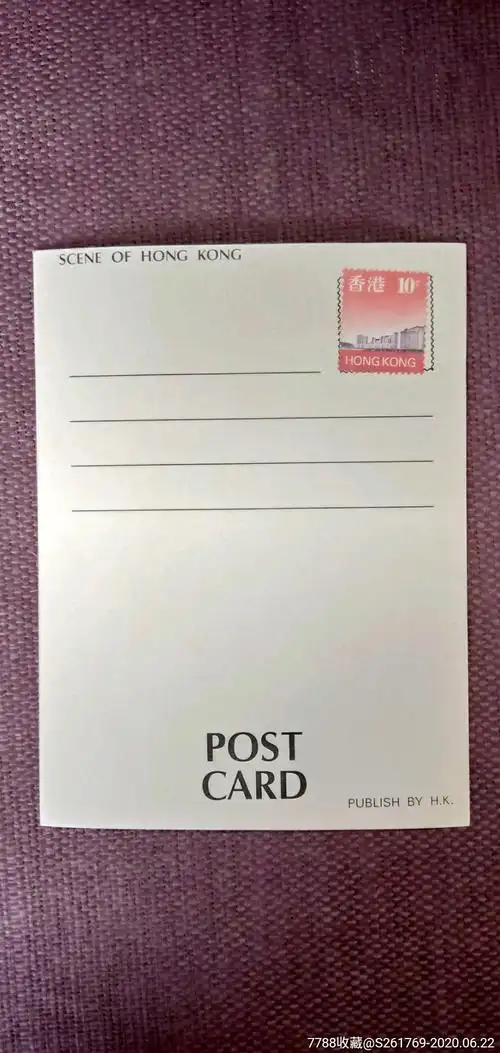 SCENE OF HONG KONG
香港 10¢
HONG KONG
POST
CARD
PUBLISH BY H.K.
7788收藏@S261769-2020.06.22